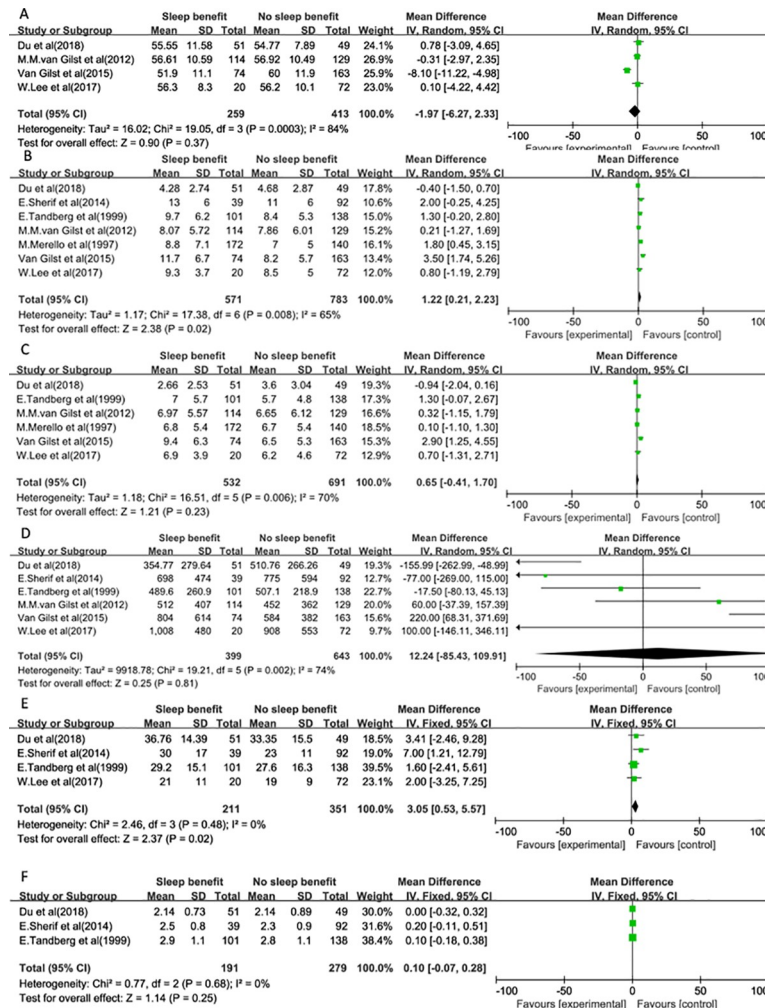 A
Sleep benefit No sleep benefit Mean Difference Mean Difference
Study or Subgroup Mean SD Total Mean SD Total Weight IV, Random, 95% CI IV, Random, 95% CI
Du et al(2018) 55.55 11.58 51 54.77 7.89 49 24.1% 0.78 [-3.09, 4.65]
M.M.van Gilst et al(2012) 56.61 10.59 114 56.92 10.49 129 26.9% -0.31 [-2.97, 2.35]
Van Gilst et al(2015) 51.9 11.1 74 60 11.9 163 25.9% -8.10 [-11.22, -4.98]
W.Lee et al(2017) 56.3 8.3 20 56.2 10.1 72 23.0% 0.10 [-4.22, 4.42]
Total (95% CI) 259 413 100.0% -1.97 [-6.27, 2.33]
Heterogeneity: Tau² = 16.02; Chi² = 19.05, df = 3 (P = 0.0003); I² = 84%
Test for overall effect: Z = 0.90 (P = 0.37)
-100 -50 0 50 100
Favours [experimental] Favours [control]
B
Sleep benefit No sleep benefit Mean Difference Mean Difference
Study or Subgroup Mean SD Total Mean SD Total Weight IV, Random, 95% CI IV, Random, 95% CI
Du et al(2018) 4.28 2.74 51 4.68 2.87 49 17.8% -0.40 [-1.50, 0.70]
E.Sherif et al(2014) 13 6 39 11 6 92 10.0% 2.00 [-0.25, 4.25]
E.Tandberg et al(1999) 9.7 6.2 101 8.4 5.3 138 15.1% 1.30 [-0.20, 2.80]
M.M.van Gilst et al(2012) 8.07 5.72 114 7.86 6.01 129 15.2% 0.21 [-1.27, 1.69]
M.Merello et al(1997) 8.8 7.1 172 7 5 140 16.1% 1.80 [0.45, 3.15]
Van Gilst et al(2015) 11.7 6.7 74 8.2 5.7 163 13.4% 3.50 [1.74, 5.26]
W.Lee et al(2017) 9.3 3.7 20 8.5 5 72 12.0% 0.80 [-1.19, 2.79]
Total (95% CI) 571 783 100.0% 1.22 [0.21, 2.23]
Heterogeneity: Tau² = 1.17; Chi² = 17.38, df = 6 (P = 0.008); I² = 65%
Test for overall effect: Z = 2.38 (P = 0.02)
-100 -50 0 50 100
Favours [experimental] Favours [control]
C
Sleep benefit No sleep benefit Mean Difference Mean Difference
Study or Subgroup Mean SD Total Mean SD Total Weight IV, Random, 95% CI IV, Random, 95% CI
Du et al(2018) 2.66 2.53 51 3.6 3.04 49 19.3% -0.94 [-2.04, 0.16]
E.Tandberg et al(1999) 7 5.7 101 5.7 4.8 138 17.3% 1.30 [-0.07, 2.67]
M.M.van Gilst et al(2012) 6.97 5.57 114 6.65 6.12 129 16.6% 0.32 [-1.15, 1.79]
M.Merello et al(1997) 6.8 5.4 172 6.7 5.4 140 18.5% 0.10 [-1.10, 1.30]
Van Gilst et al(2015) 9.4 6.3 74 6.5 5.3 163 15.3% 2.90 [1.25, 4.55]
W.Lee et al(2017) 6.9 3.9 20 6.2 4.6 72 12.9% 0.70 [-1.31, 2.71]
Total (95% CI) 532 691 100.0% 0.65 [-0.41, 1.70]
Heterogeneity: Tau² = 1.18; Chi² = 16.51, df = 5 (P = 0.006); I² = 70%
Test for overall effect: Z = 1.21 (P = 0.23)
-100 -50 0 50 100
Favours [experimental] Favours [control]
D
Sleep benefit No sleep benefit Mean Difference Mean Difference
Study or Subgroup Mean SD Total Mean SD Total Weight IV, Random, 95% CI IV, Random, 95% CI
Du et al(2018) 354.77 279.64 51 510.76 266.26 49 19.3% -155.99 [-262.99, -48.99]
E.Sherif et al(2014) 698 474 39 775 594 92 12.7% -77.00 [-269.00, 115.00]
E.Tandberg et al(1999) 489.6 260.9 101 507.1 218.9 138 22.7% -17.50 [-80.13, 45.13]
M.M.van Gilst et al(2012) 512 407 114 452 362 129 20.0% 60.00 [-37.39, 157.39]
Van Gilst et al(2015) 804 614 74 584 382 163 15.6% 220.00 [68.31, 371.69]
W.Lee et al(2017) 1,008 480 20 908 553 72 9.7% 100.00 [-146.11, 346.11]
Total (95% CI) 399 643 100.0% 12.24 [-85.43, 109.91]
Heterogeneity: Tau² = 9918.78; Chi² = 19.21, df = 5 (P = 0.002); I² = 74%
Test for overall effect: Z = 0.25 (P = 0.81)
-100 -50 0 50 100
Favours [experimental] Favours [control]
E
Sleep benefit No sleep benefit Mean Difference Mean Difference
Study or Subgroup Mean SD Total Mean SD Total Weight IV, Fixed, 95% CI IV, Fixed, 95% CI
Du et al(2018) 36.76 14.39 51 33.35 15.5 49 18.5% 3.41 [-2.46, 9.28]
E.Sherif et al(2014) 30 17 39 23 11 92 19.0% 7.00 [1.21, 12.79]
E.Tandberg et al(1999) 29.2 15.1 101 27.6 16.3 138 39.5% 1.60 [-2.41, 5.61]
W.Lee et al(2017) 21 11 20 19 9 72 23.1% 2.00 [-3.25, 7.25]
Total (95% CI) 211 351 100.0% 3.05 [0.53, 5.57]
Heterogeneity: Chi² = 2.46, df = 3 (P = 0.48); I² = 0%
Test for overall effect: Z = 2.37 (P = 0.02)
-100 -50 0 50 100
Favours [experimental] Favours [control]
F
Sleep benefit No sleep benefit Mean Difference Mean Difference
Study or Subgroup Mean SD Total Mean SD Total Weight IV, Fixed, 95% CI IV, Fixed, 95% CI
Du et al(2018) 2.14 0.73 51 2.14 0.89 49 30.0% 0.00 [-0.32, 0.32]
E.Sherif et al(2014) 2.5 0.8 39 2.3 0.9 92 31.6% 0.20 [-0.11, 0.51]
E.Tandberg et al(1999) 2.9 1.1 101 2.8 1.1 138 38.4% 0.10 [-0.18, 0.38]
Total (95% CI) 191 279 100.0% 0.10 [-0.07, 0.28]
Heterogeneity: Chi² = 0.77, df = 2 (P = 0.68); I² = 0%
Test for overall effect: Z = 1.14 (P = 0.25)
-100 -50 0 50 100
Favours [experimental] Favours [control]